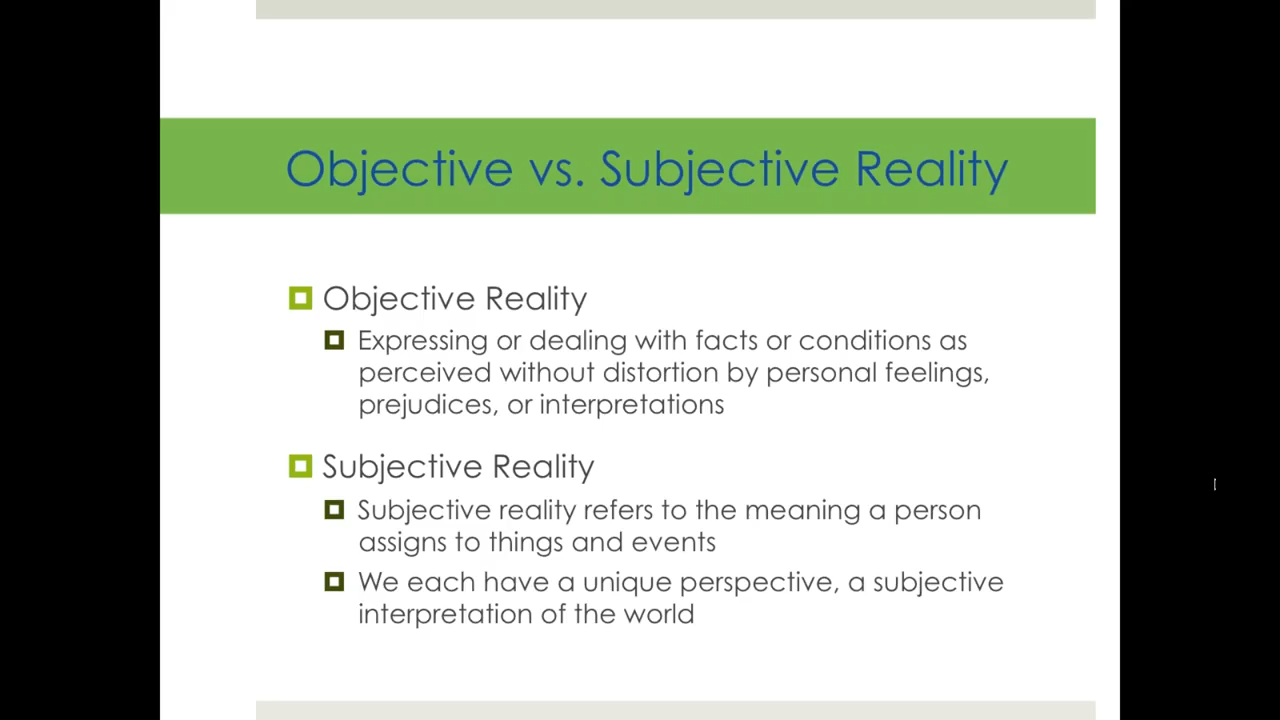 Objective vs. Subjective Reality
Objective Reality
Expressing or dealing with facts or conditions as
perceived without distortion by personal feelings,
prejudices, or interpretations
Subjective Reality
Subjective reality refers to the meaning a person
assigns to things and events
We each have a unique perspective, a subjective
interpretation of the world